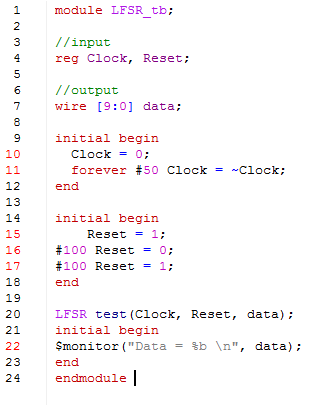 1 module LFSR_tb;
2
3 //input
4 reg Clock, Reset;
5
6 //output
7 wire [9:0] data;
8
9 initial begin
10 Clock = 0;
11 forever #50 Clock = ~Clock;
12 end
13
14 initial begin
15 Reset = 1;
16 #100 Reset = 0;
17 #100 Reset = 1;
18 end
19
20 LFSR test(Clock, Reset, data);
21 initial begin
22 $monitor("Data = %b \n", data);
23 end
24 endmodule